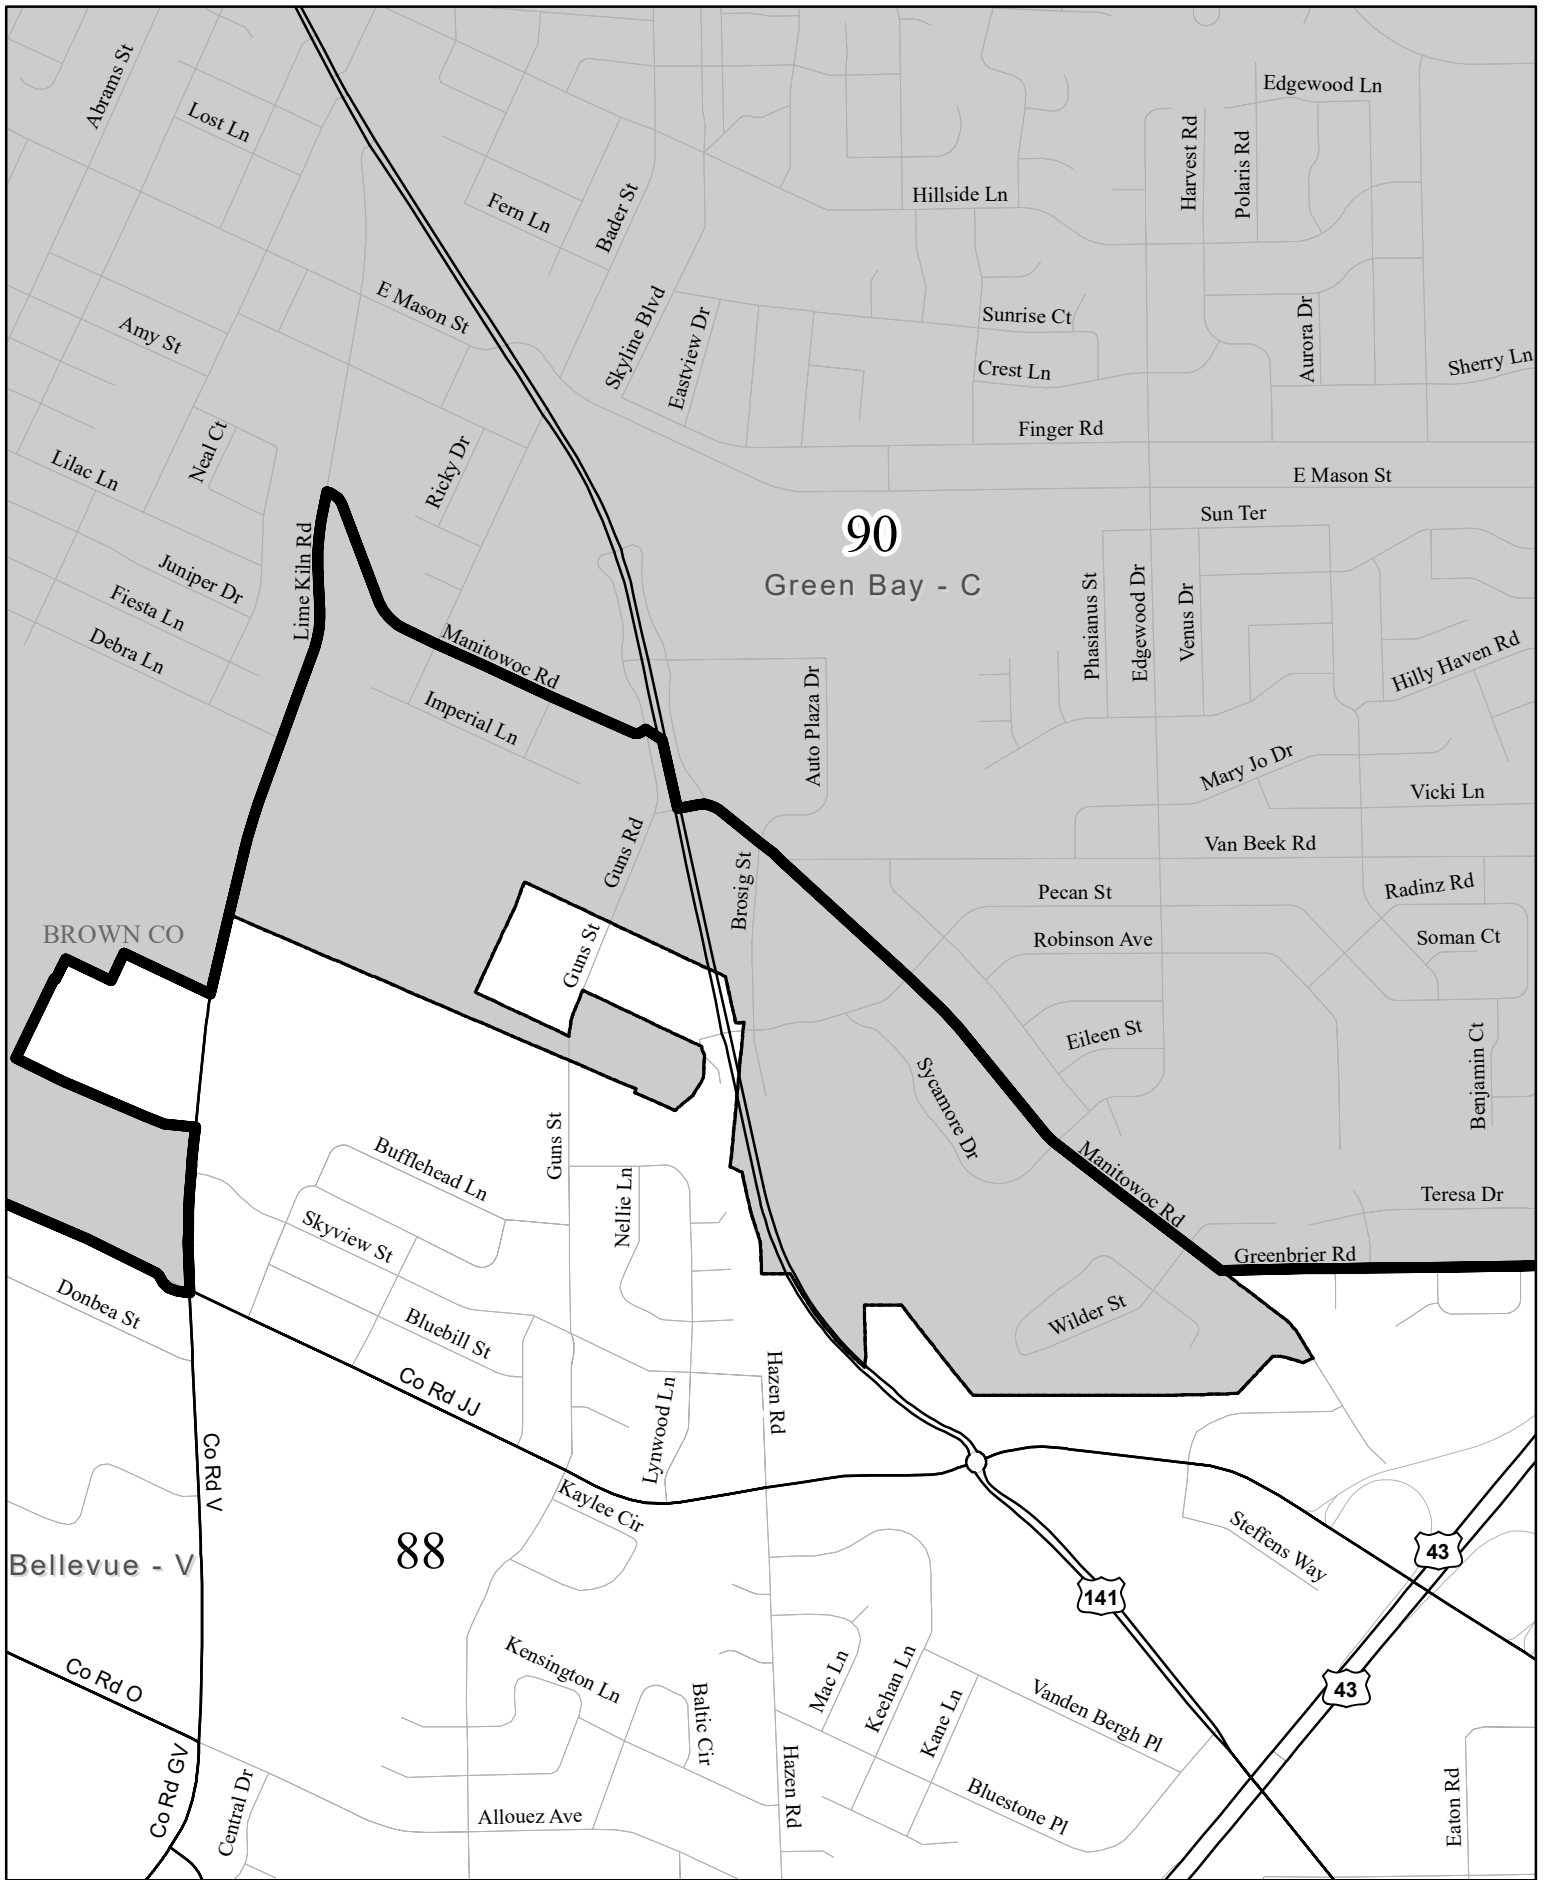 Abrams St
Lost Ln
Edgewood Ln
Harvest Rd
Polaris Rd
Fern Ln
Bader St
Hillside Ln
E Mason St
Amy St
Skyline Blvd
Eastview Dr
Sunrise Ct
Crest Ln
Aurora Dr
Sherry Ln
Finger Rd
E Mason St
Neal Ct
Lilac Ln
Ricky Dr
Sun Ter
90
Green Bay - C
Lime Kiln Rd
Juniper Dr
Fiesta Ln
Debra Ln
Manitowoc Rd
Imperial Ln
Phasianus St
Edgewood Dr
Venus Dr
Hilly Haven Rd
Auto Plaza Dr
Mary Jo Dr
Vicki Ln
Van Beek Rd
Guns Rd
Brosig St
Pecan St
Radinz Rd
Robinson Ave
Soman Ct
BROWN CO
Guns St
Eileen St
Benjamin Ct
Sycamore Dr
Guns St
Bufflehead Ln
Nellie Ln
Skyview St
Manitowoc Rd
Teresa Dr
Greenbrier Rd
Donbea St
Bluebill St
Wilder St
Co Rd JJ
Hazen Rd
Lynwood Ln
Co Rd V
Kaylee Cir
88
Bellevue - V
Steffens Way
43
141
Kensington Ln
Co Rd O
Baltic Cir
Mac Ln
Keehan Ln
Kane Ln
Vanden Bergh Pl
43
Co Rd GV
Central Dr
Allouez Ave
Hazen Rd
Bluestone Pl
Eaton Rd